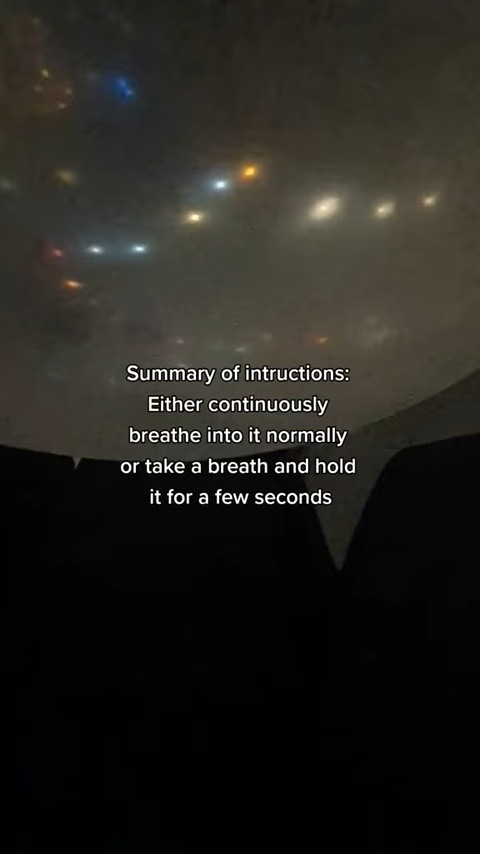 Summary of intructions:
Either continuously
breathe into it normally
or take a breath and hold
it for a few seconds